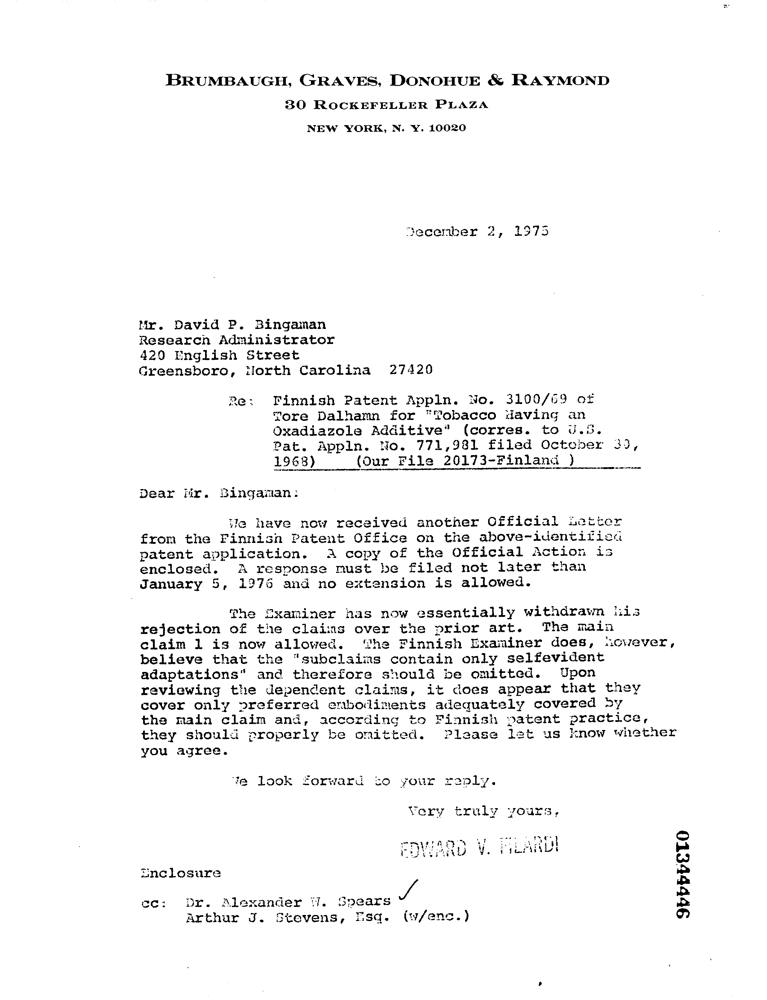 BRUMBAUGH, GRAVES, DONOHUE & RAYMOND
30 ROCKEFELLER PLAZA
NEW YORK, N. Y. 10020
December 2, 1975
Mr. David P. Bingaman
Research Administrator
420 English Street
Greensboro, North Carolina 27420
Re: Finnish Patent Appln. No. 3100/69 of
Tore Dalhamn for "Tobacco Having an
Oxadiazole Additive" (corres. to U.S.
Pat. Appln. No. 771,981 filed October 30,
1968) (Our File 20173-Finland )
Dear Mr. Bingaman:
We have now received another Official Letter
from the Finnish Patent Office on the above-identified
patent application. A copy of the Official Action is
enclosed. A response must be filed not later than
January 5, 1976 and no extension is allowed.
The Examiner has now essentially withdrawn his
rejection of the claims over the prior art. The main
claim 1 is now allowed. The Finnish Examiner does, however,
believe that the "subclaims contain only selfevident
adaptations" and therefore should be omitted. Upon
reviewing the dependent claims, it does appear that they
cover only preferred embodiments adequately covered by
the main claim and, according to Finnish patent practice,
they should properly be omitted. Please let us know whether
you agree.
We look forward to your reply.
Very truly yours,
EDWARD V. FILARDI
Enclosure
cc: Dr. Alexander W. Spears ✓
Arthur J. Stevens, Esq. (w/enc.)
01344446